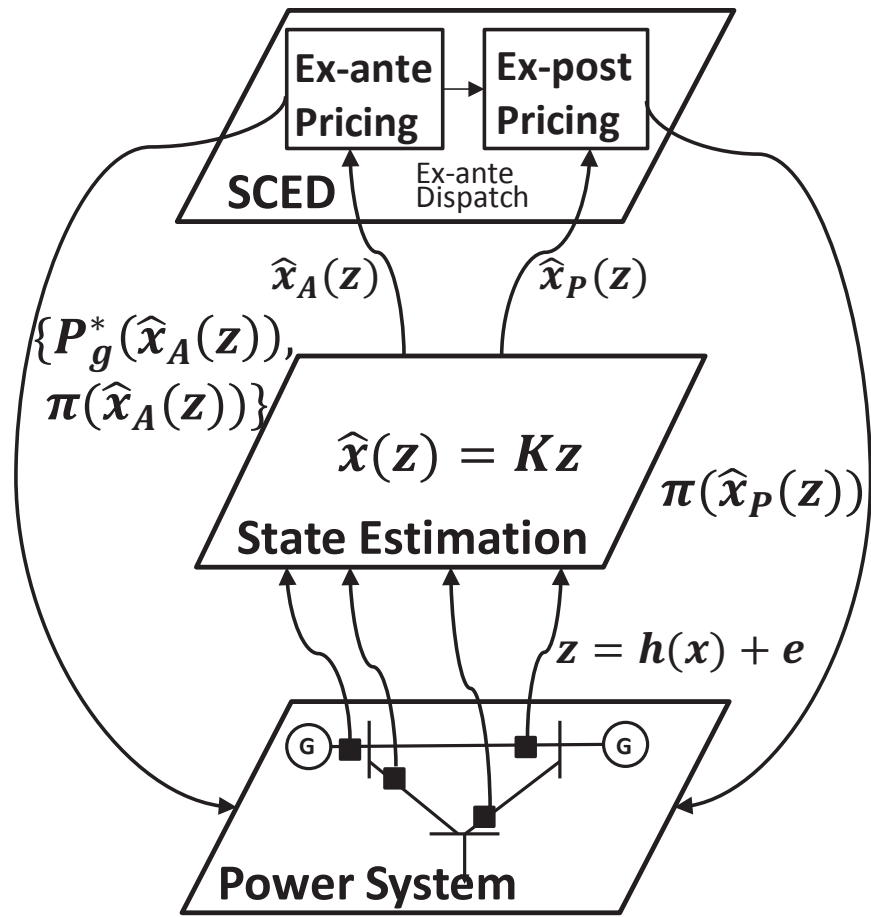 Ex-ante
Pricing
Ex-post
Pricing
SCED
Ex-ante
Dispatch
x̂_A(z)
x̂_P(z)
{P*_g(x̂_A(z)),
π(x̂_A(z))}
x̂(z) = Kz
π(x̂_P(z))
State Estimation
z = h(x) + e
G
G
Power System